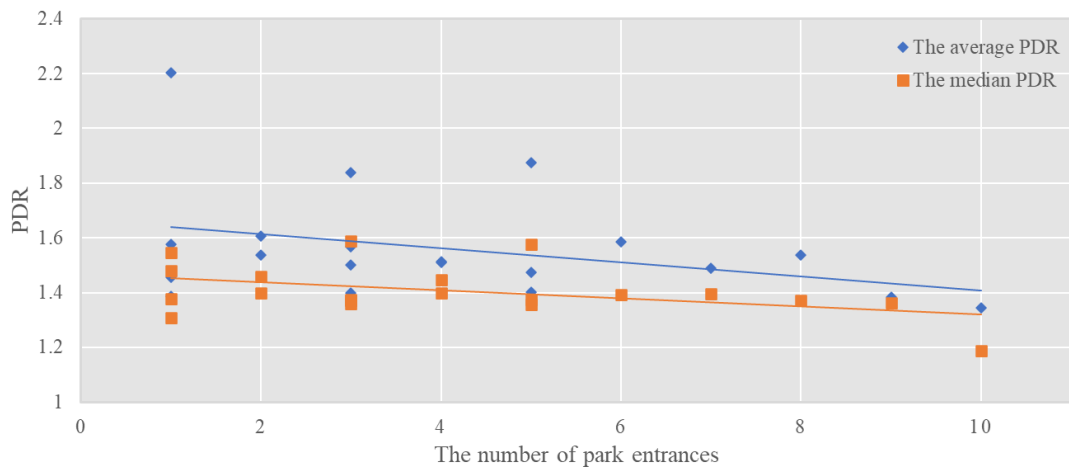 2.4
The average PDR
The median PDR
2.2
2
1.8
1.6
1.4
1.2
1
PDR
0 2 4 6 8 10
The number of park entrances